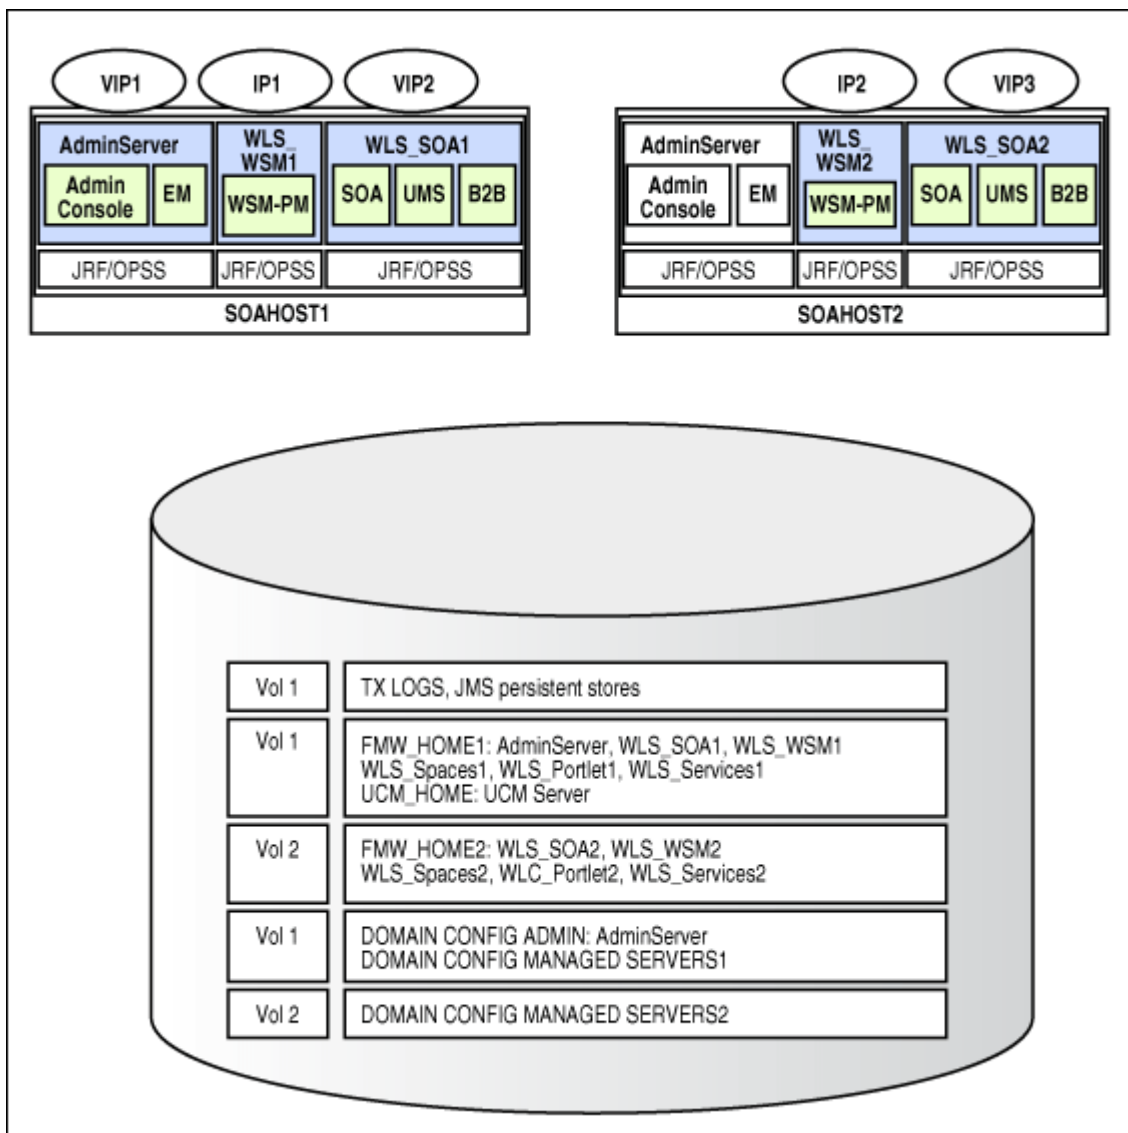 VIP1
IP1
VIP2
IP2
VIP3
AdminServer
WLS_
WSM1
WLS_SOA1
Admin
Console
EM
WSM-PM
SOA
UMS
B2B
JRF/OPSS
JRF/OPSS
JRF/OPSS
SOAHOST1
AdminServer
WLS_
WSM2
WLS_SOA2
Admin
Console
EM
WSM-PM
SOA
UMS
B2B
JRF/OPSS
JRF/OPSS
JRF/OPSS
SOAHOST2
Vol 1
TX LOGS, JMS persistent stores
Vol 1
FMW_HOME1: AdminServer, WLS_SOA1, WLS_WSM1
WLS_Spaces1, WLS_Portlet1, WLS_Services1
UCM_HOME: UCM Server
Vol 2
FMW_HOME2: WLS_SOA2, WLS_WSM2
WLS_Spaces2, WLC_Portlet2, WLS_Services2
Vol 1
DOMAIN CONFIG ADMIN: AdminServer
DOMAIN CONFIG MANAGED SERVERS1
Vol 2
DOMAIN CONFIG MANAGED SERVERS2